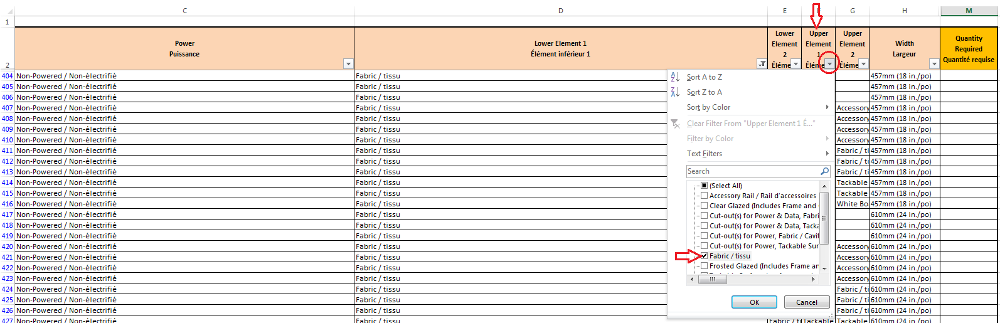 C D E F G H M
1
Power
Puissance
Lower Element 1
Élément inférieur 1
Lower
Element
2
Éléme
Upper
Element
1
Éléme
Upper
Element
2
Éléme
Width
Largeur
Quantity
Required
Quantité requise
2
404 Non-Powered / Non-électrifié Fabric / tissu 457mm (18 in./po)
405 Non-Powered / Non-électrifié Fabric / tissu 457mm (18 in./po)
406 Non-Powered / Non-électrifié Fabric / tissu 457mm (18 in./po)
407 Non-Powered / Non-électrifié Fabric / tissu Accessory 457mm (18 in./po)
408 Non-Powered / Non-électrifié Fabric / tissu Accessory 457mm (18 in./po)
409 Non-Powered / Non-électrifié Fabric / tissu Accessory 457mm (18 in./po)
410 Non-Powered / Non-électrifié Fabric / tissu Accessory 457mm (18 in./po)
411 Non-Powered / Non-électrifié Fabric / tissu Fabric / ti 457mm (18 in./po)
412 Non-Powered / Non-électrifié Fabric / tissu Fabric / ti 457mm (18 in./po)
413 Non-Powered / Non-électrifié Fabric / tissu Fabric / ti 457mm (18 in./po)
414 Non-Powered / Non-électrifié Fabric / tissu Tackable 457mm (18 in./po)
415 Non-Powered / Non-électrifié Fabric / tissu Tackable 457mm (18 in./po)
416 Non-Powered / Non-électrifié Fabric / tissu White Bo 457mm (18 in./po)
417 Non-Powered / Non-électrifié Fabric / tissu 610mm (24 in./po)
418 Non-Powered / Non-électrifié Fabric / tissu 610mm (24 in./po)
419 Non-Powered / Non-électrifié Fabric / tissu 610mm (24 in./po)
420 Non-Powered / Non-électrifié Fabric / tissu Accessory 610mm (24 in./po)
421 Non-Powered / Non-électrifié Fabric / tissu Accessory 610mm (24 in./po)
422 Non-Powered / Non-électrifié Fabric / tissu Accessory 610mm (24 in./po)
423 Non-Powered / Non-électrifié Fabric / tissu Accessory 610mm (24 in./po)
424 Non-Powered / Non-électrifié Fabric / tissu Fabric / ti 610mm (24 in./po)
425 Non-Powered / Non-électrifié Fabric / tissu Fabric / ti 610mm (24 in./po)
426 Non-Powered / Non-électrifié Fabric / tissu Fabric / ti 610mm (24 in./po)
427 Non-Powered / Non-électrifié Fabric / tissu Fabric / ti Tackable Tackable 610mm (24 in./po)
Sort A to Z
Sort Z to A
Sort by Color
Clear Filter From "Upper Element 1 É..."
Filter by Color
Text Filters
Search
(Select All)
Accessory Rail / Rail d'accessoires
Clear Glazed (Includes Frame and
Cut-out(s) for Power & Data, Fabri
Cut-out(s) for Power & Data, Tacka
Cut-out(s) for Power, Fabric / Cavit
Cut-out(s) for Power, Tackable Sur
Fabric / tissu
Frosted Glazed (Includes Frame an
OK
Cancel